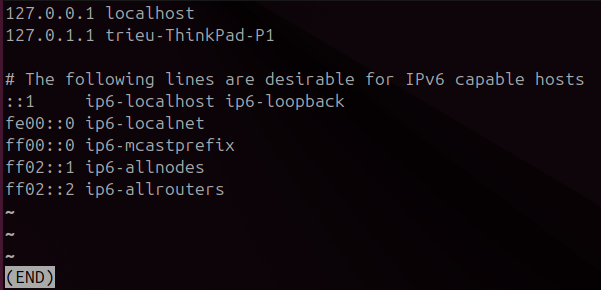 127.0.0.1 localhost
127.0.1.1 trieu-ThinkPad-P1

# The following lines are desirable for IPv6 capable hosts
::1     ip6-localhost ip6-loopback
fe00::0 ip6-localnet
ff00::0 ip6-mcastprefix
ff02::1 ip6-allnodes
ff02::2 ip6-allrouters
~
~
~
(END)